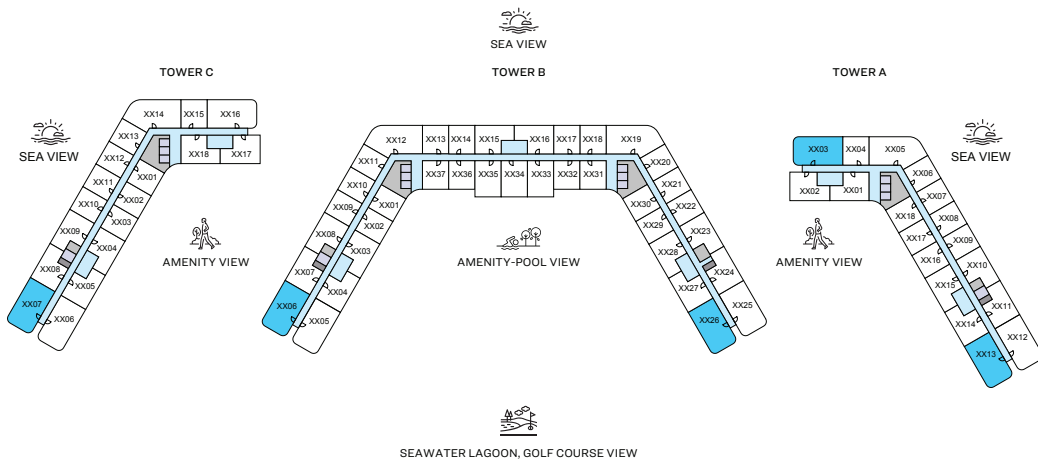 SEA VIEW
TOWER C
TOWER B
TOWER A
SEA VIEW
SEA VIEW
AMENITY VIEW
AMENITY-POOL VIEW
AMENITY VIEW
XX14
XX15
XX16
XX13
XX12
XX11
XX10
XX09
XX08
XX07
XX18
XX17
XX01
XX02
XX03
XX04
XX05
XX06
XX12
XX13
XX14
XX15
XX16
XX17
XX18
XX19
XX11
XX10
XX09
XX08
XX07
XX06
XX37
XX36
XX35
XX34
XX33
XX32
XX31
XX01
XX02
XX03
XX04
XX05
XX20
XX21
XX22
XX23
XX24
XX25
XX30
XX29
XX28
XX27
XX26
XX03
XX04
XX05
XX02
XX01
XX06
XX07
XX08
XX09
XX10
XX11
XX12
XX18
XX17
XX16
XX15
XX14
XX13
SEAWATER LAGOON, GOLF COURSE VIEW